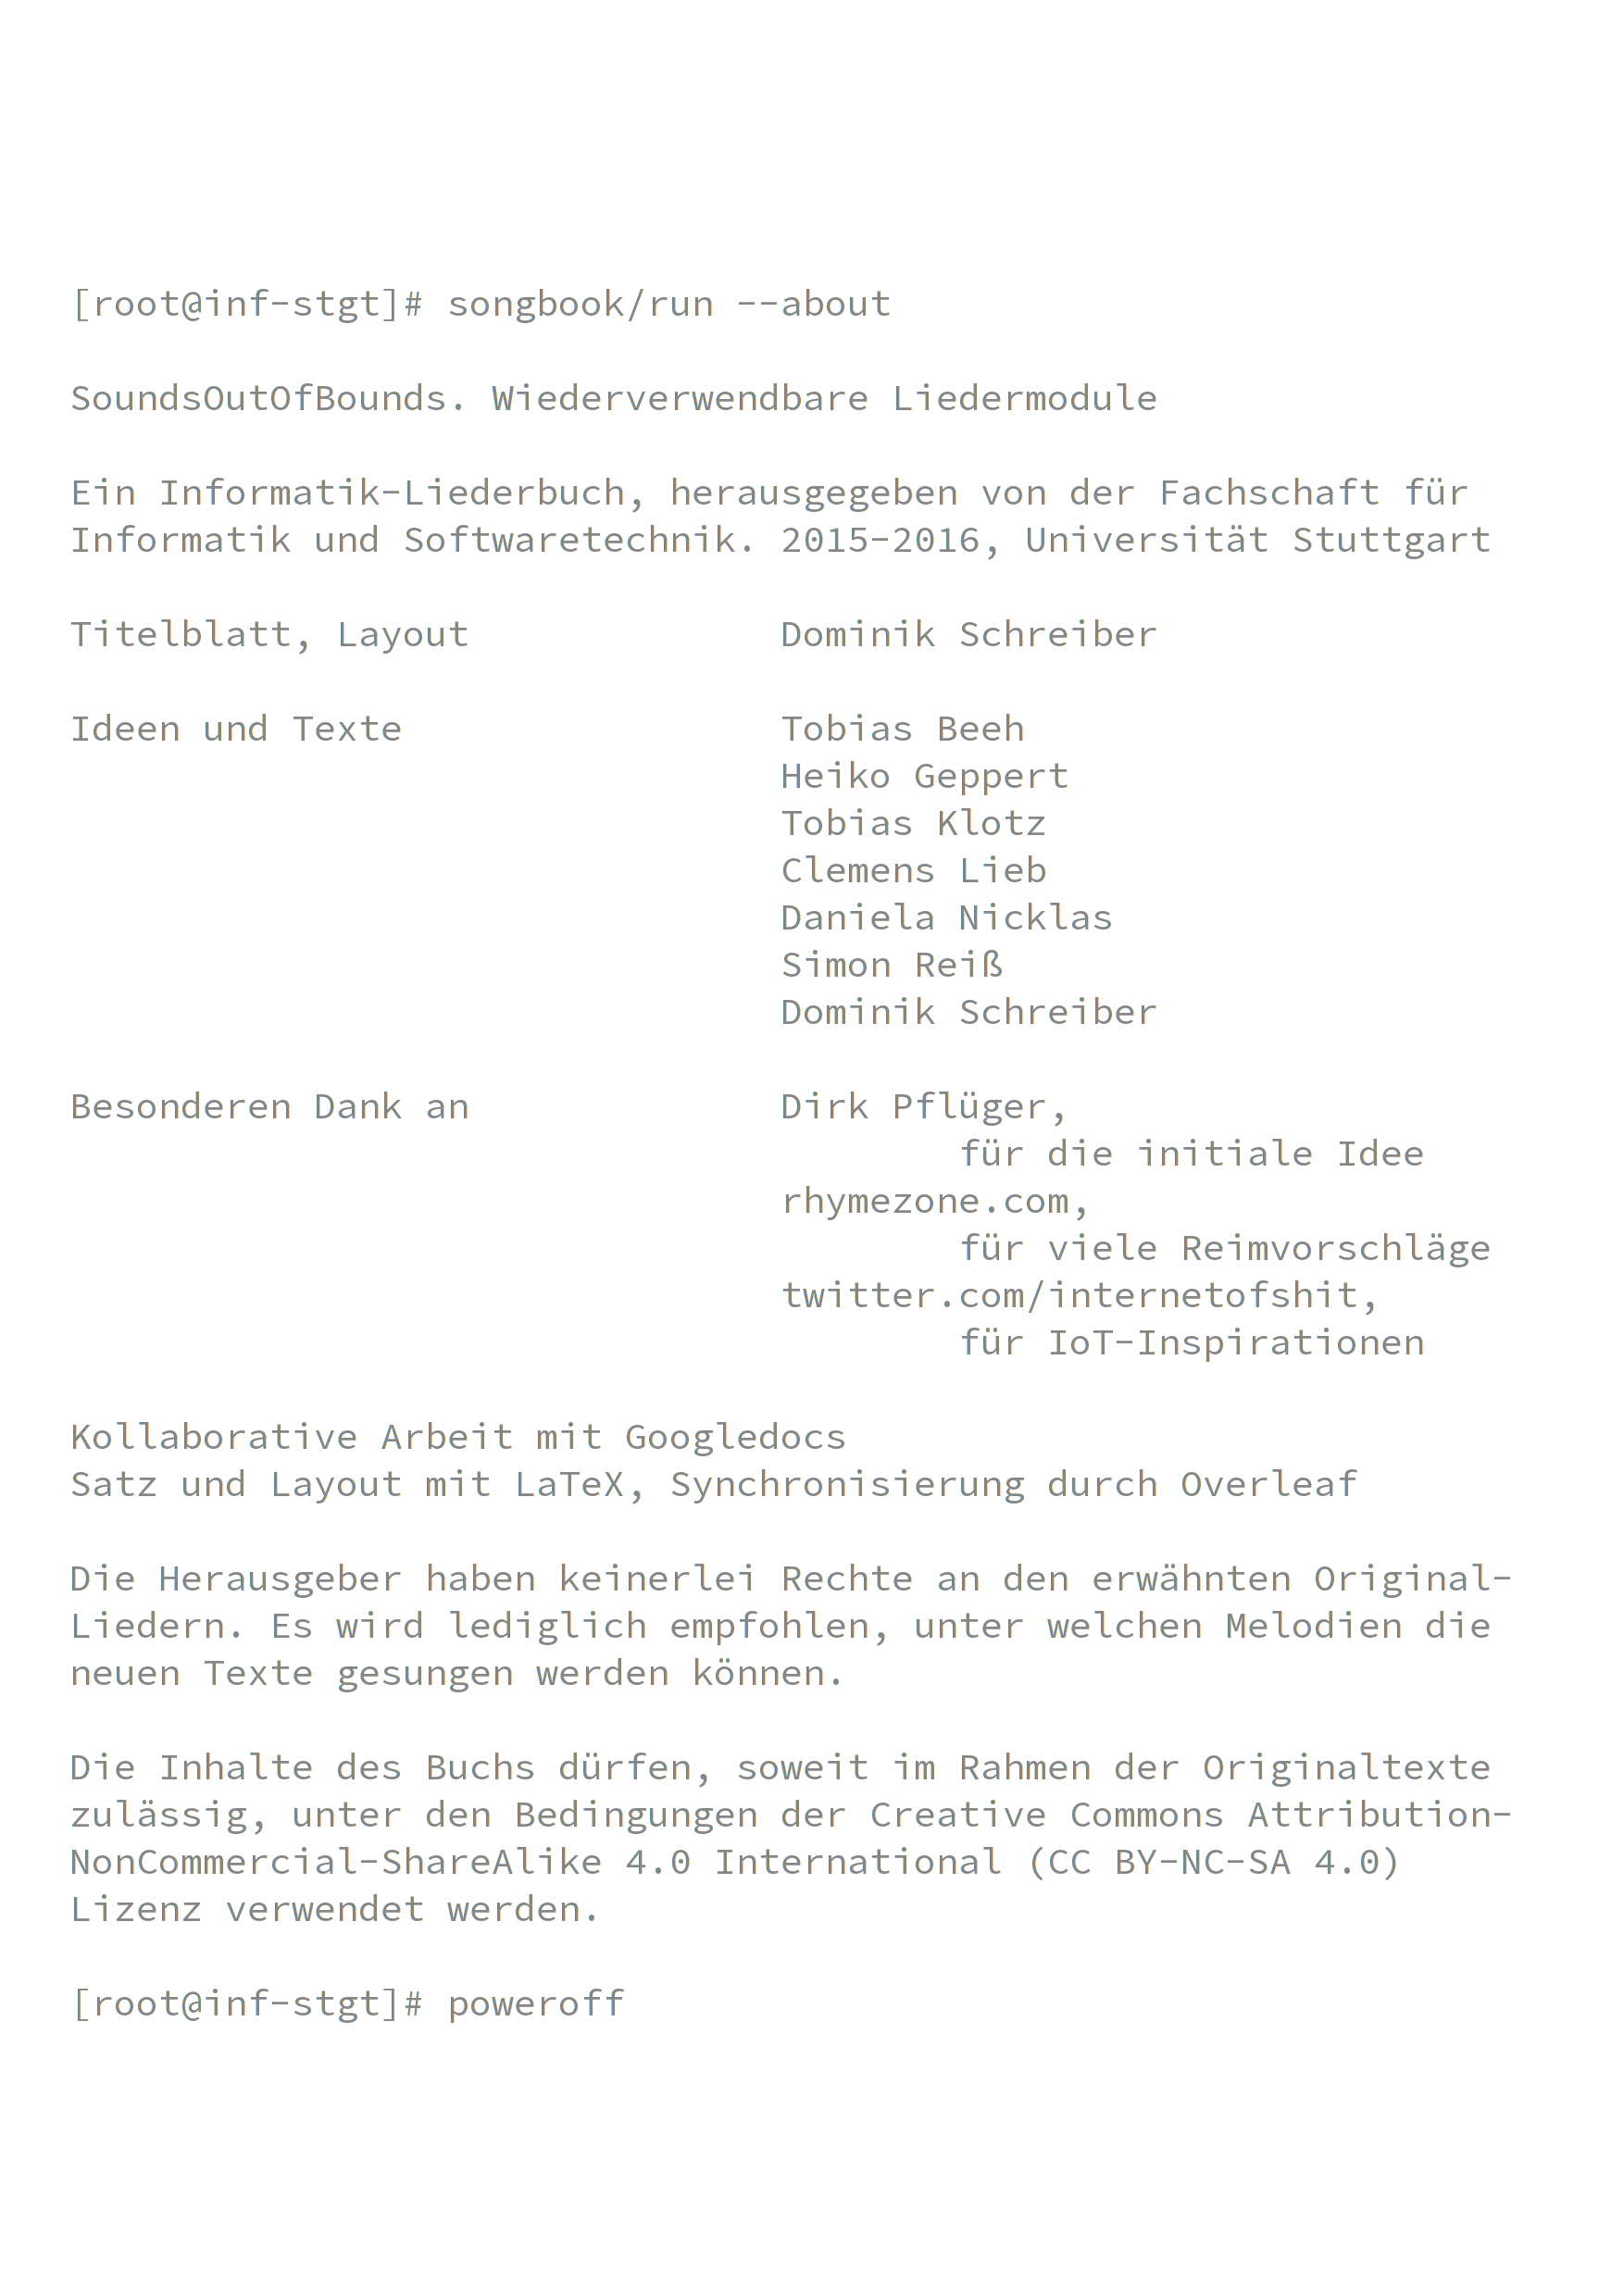 [root@inf-stgt]# songbook/run --about
SoundsOutOfBounds. Wiederverwendbare Liedermodule
Ein Informatik-Liederbuch, herausgegeben von der Fachschaft für
Informatik und Softwaretechnik. 2015-2016, Universität Stuttgart
Titelblatt, Layout Dominik Schreiber
Ideen und Texte Tobias Beeh
Heiko Geppert
Tobias Klotz
Clemens Lieb
Daniela Nicklas
Simon Reiß
Dominik Schreiber
Besonderen Dank an Dirk Pflüger,
für die initiale Idee
rhymezone.com,
für viele Reimvorschläge
twitter.com/internetofshit,
für IoT-Inspirationen
Kollaborative Arbeit mit Googledocs
Satz und Layout mit LaTeX, Synchronisierung durch Overleaf
Die Herausgeber haben keinerlei Rechte an den erwähnten Original-
Liedern. Es wird lediglich empfohlen, unter welchen Melodien die
neuen Texte gesungen werden können.
Die Inhalte des Buchs dürfen, soweit im Rahmen der Originaltexte
zulässig, unter den Bedingungen der Creative Commons Attribution-
NonCommercial-ShareAlike 4.0 International (CC BY-NC-SA 4.0)
Lizenz verwendet werden.
[root@inf-stgt]# poweroff